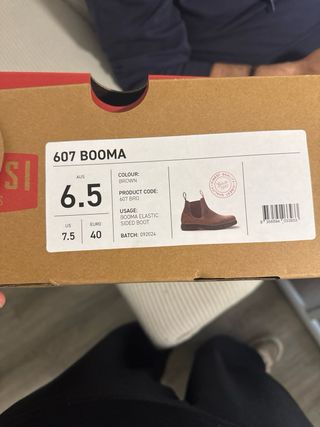 607 BOOMA
AUS
6.5
US
7.5
EURO
40
COLOUR:
BROWN
PRODUCT CODE:
607 BRO
USAGE:
BOOMA ELASTIC
SIDED BOOT
BATCH: 092024
SI